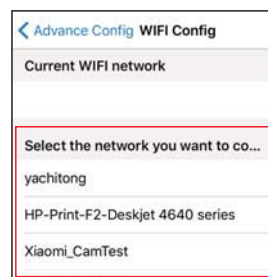 Advance Config WIFI Config
Current WIFI network
Select the network you want to co...
yachitong
HP-Print-F2-Deskjet 4640 series
Xiaomi_CamTest